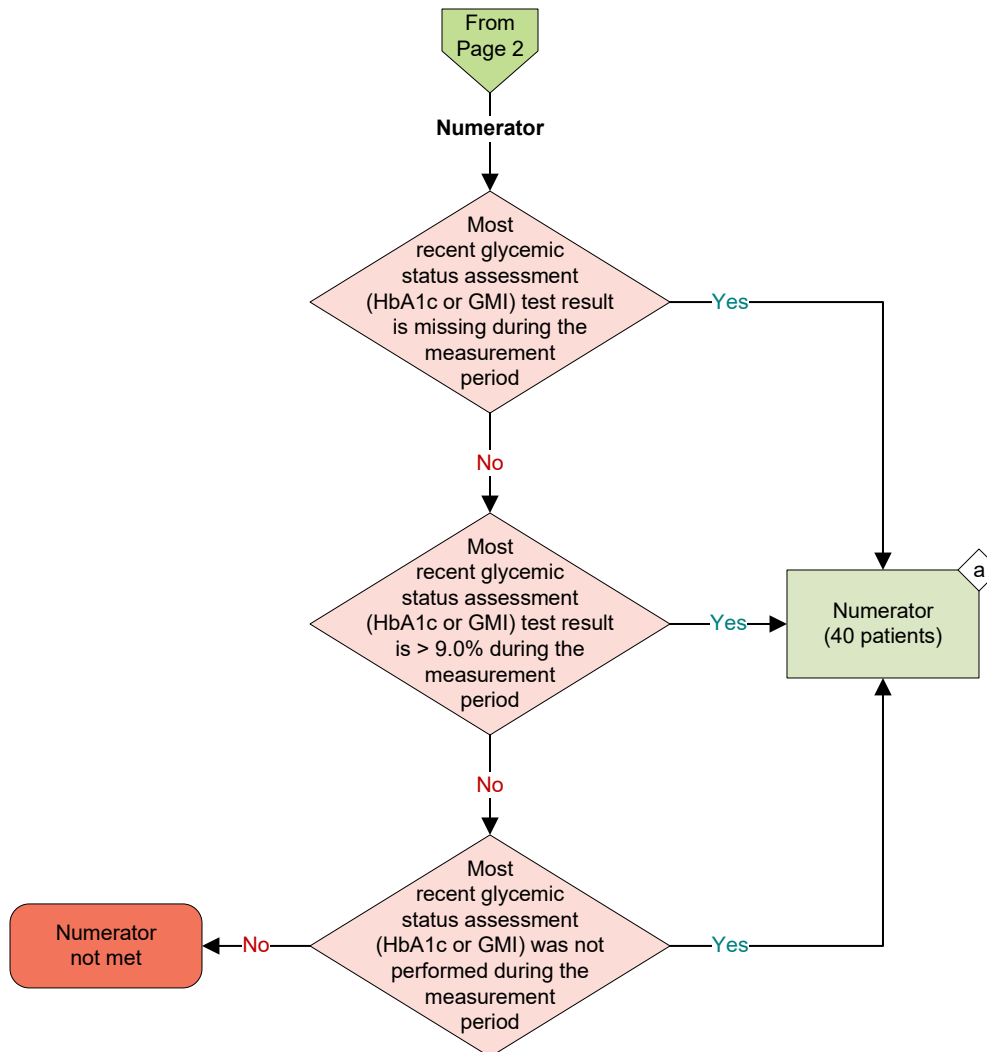 From
Page 2
Numerator
Most
recent glycemic
status assessment
(HbA1c or GMI) test result
is missing during the
measurement
period
Yes
No
Most
recent glycemic
status assessment
(HbA1c or GMI) test result
is > 9.0% during the
measurement
period
Yes
a
Numerator
(40 patients)
No
Most
recent glycemic
status assessment
(HbA1c or GMI) was not
performed during the
measurement
period
Yes
No
Numerator
not met